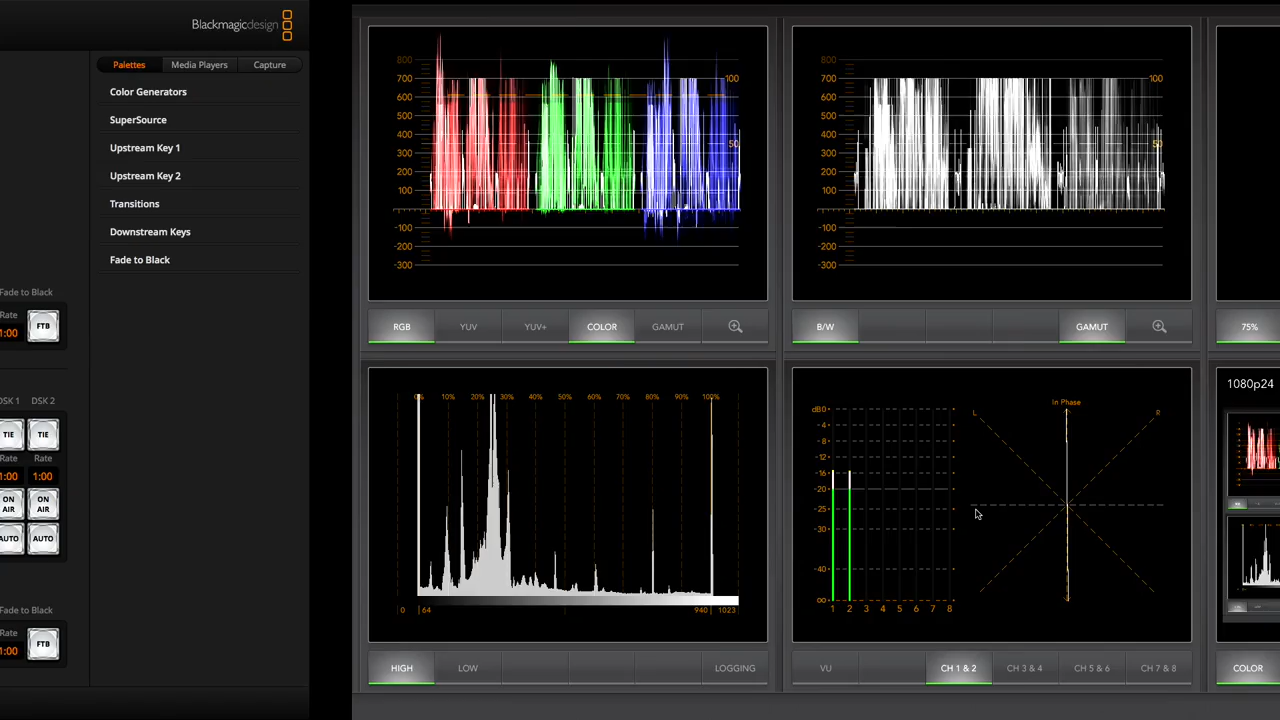 Blackmagicdesign
Palettes
Media Players
Capture
Color Generators
SuperSource
Upstream Key 1
Upstream Key 2
Transitions
Downstream Keys
Fade to Black
Fade to Black
Rate
1:00
FTB
DSK 1
DSK 2
TIE
TIE
Rate
Rate
1:00
1:00
ON AIR
ON AIR
AUTO
AUTO
Fade to Black
Rate
1:00
FTB
800
700
600
500
400
300
200
100
-100
-200
-300
100
50
RGB
YUV
YUV+
COLOR
GAMUT
800
700
600
500
400
300
200
100
-100
-200
-300
100
50
B/W
GAMUT
75%
0%
10%
20%
30%
40%
50%
60%
70%
80%
90%
100%
0
64
940
1023
HIGH
LOW
LOGGING
dB0
-4
-8
-12
-16
-20
-25
-30
-40
∞
1 2 3 4 5 6 7 8
In Phase
L
R
VU
CH 1 & 2
CH 3 & 4
CH 5 & 6
CH 7 & 8
1080p24
COLOR